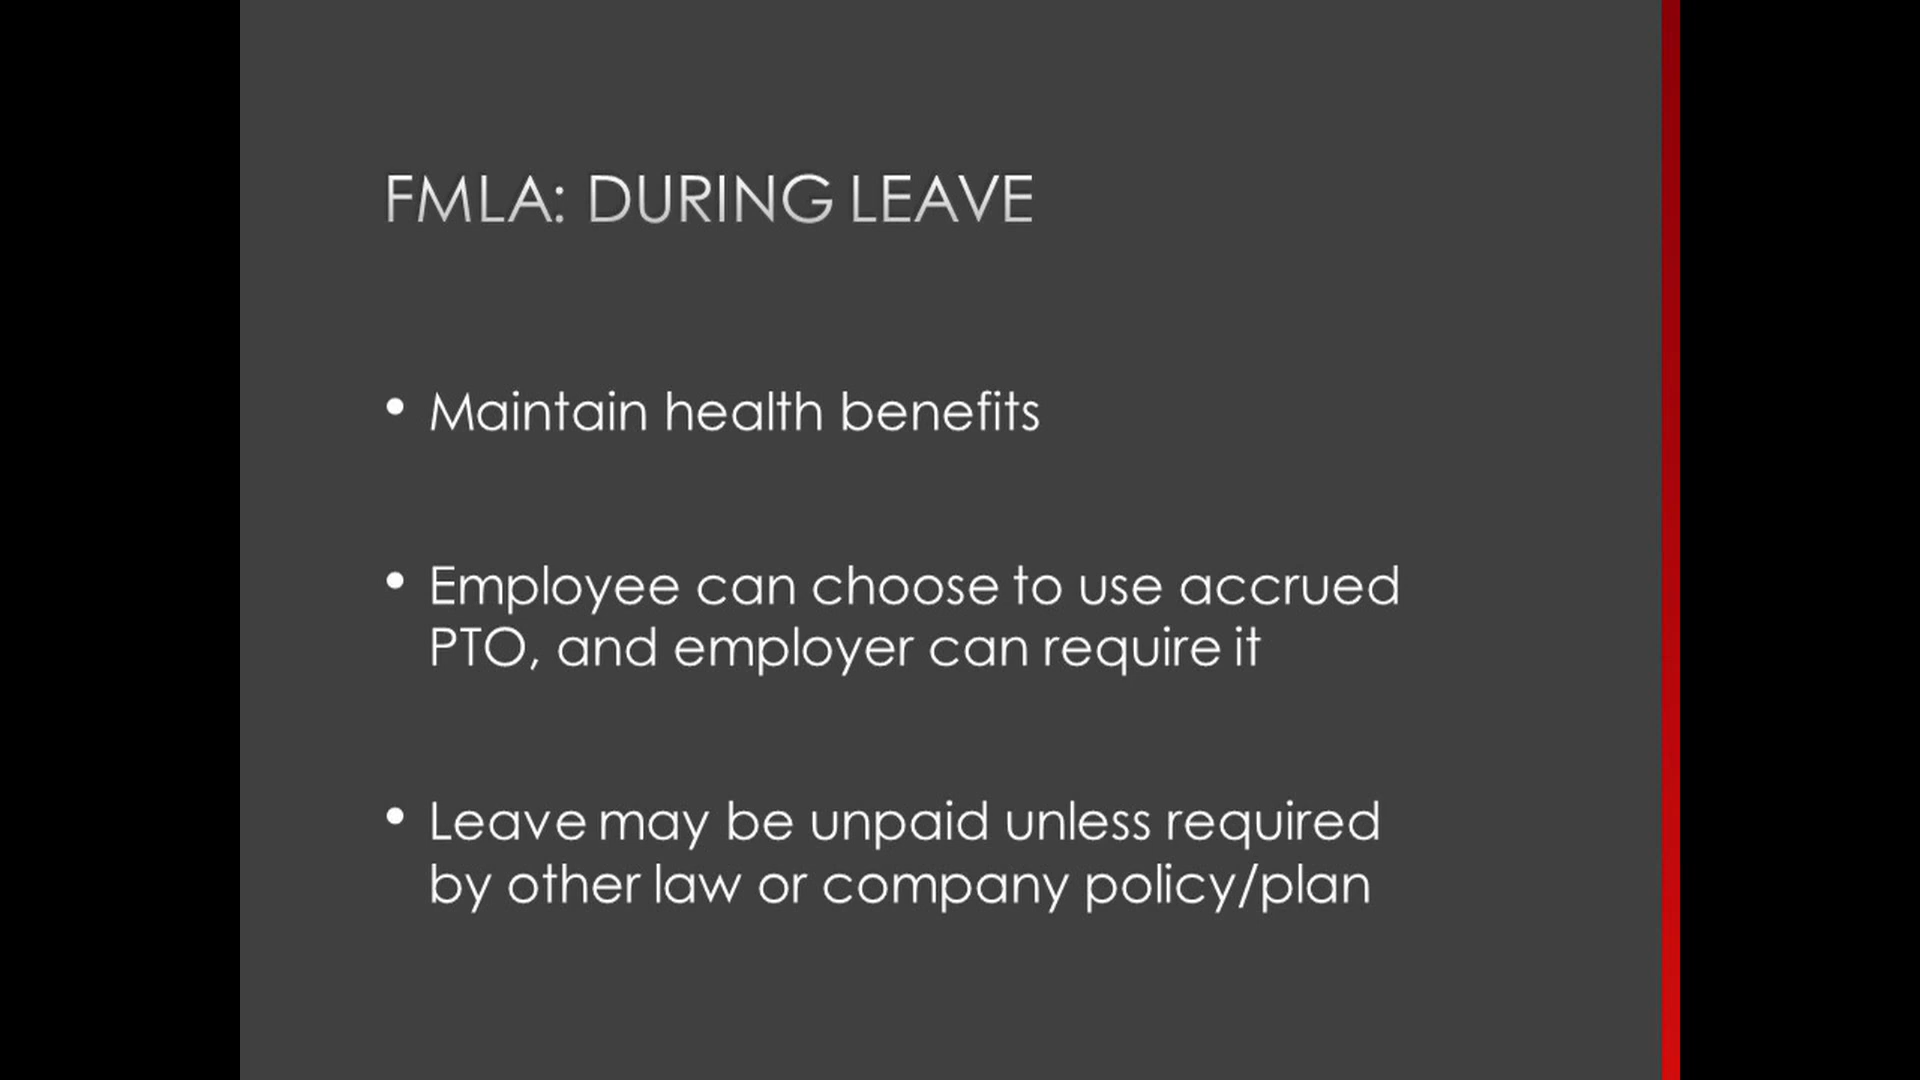 FMLA: DURING LEAVE
• Maintain health benefits
• Employee can choose to use accrued
PTO, and employer can require it
• Leave may be unpaid unless required
by other law or company policy/plan